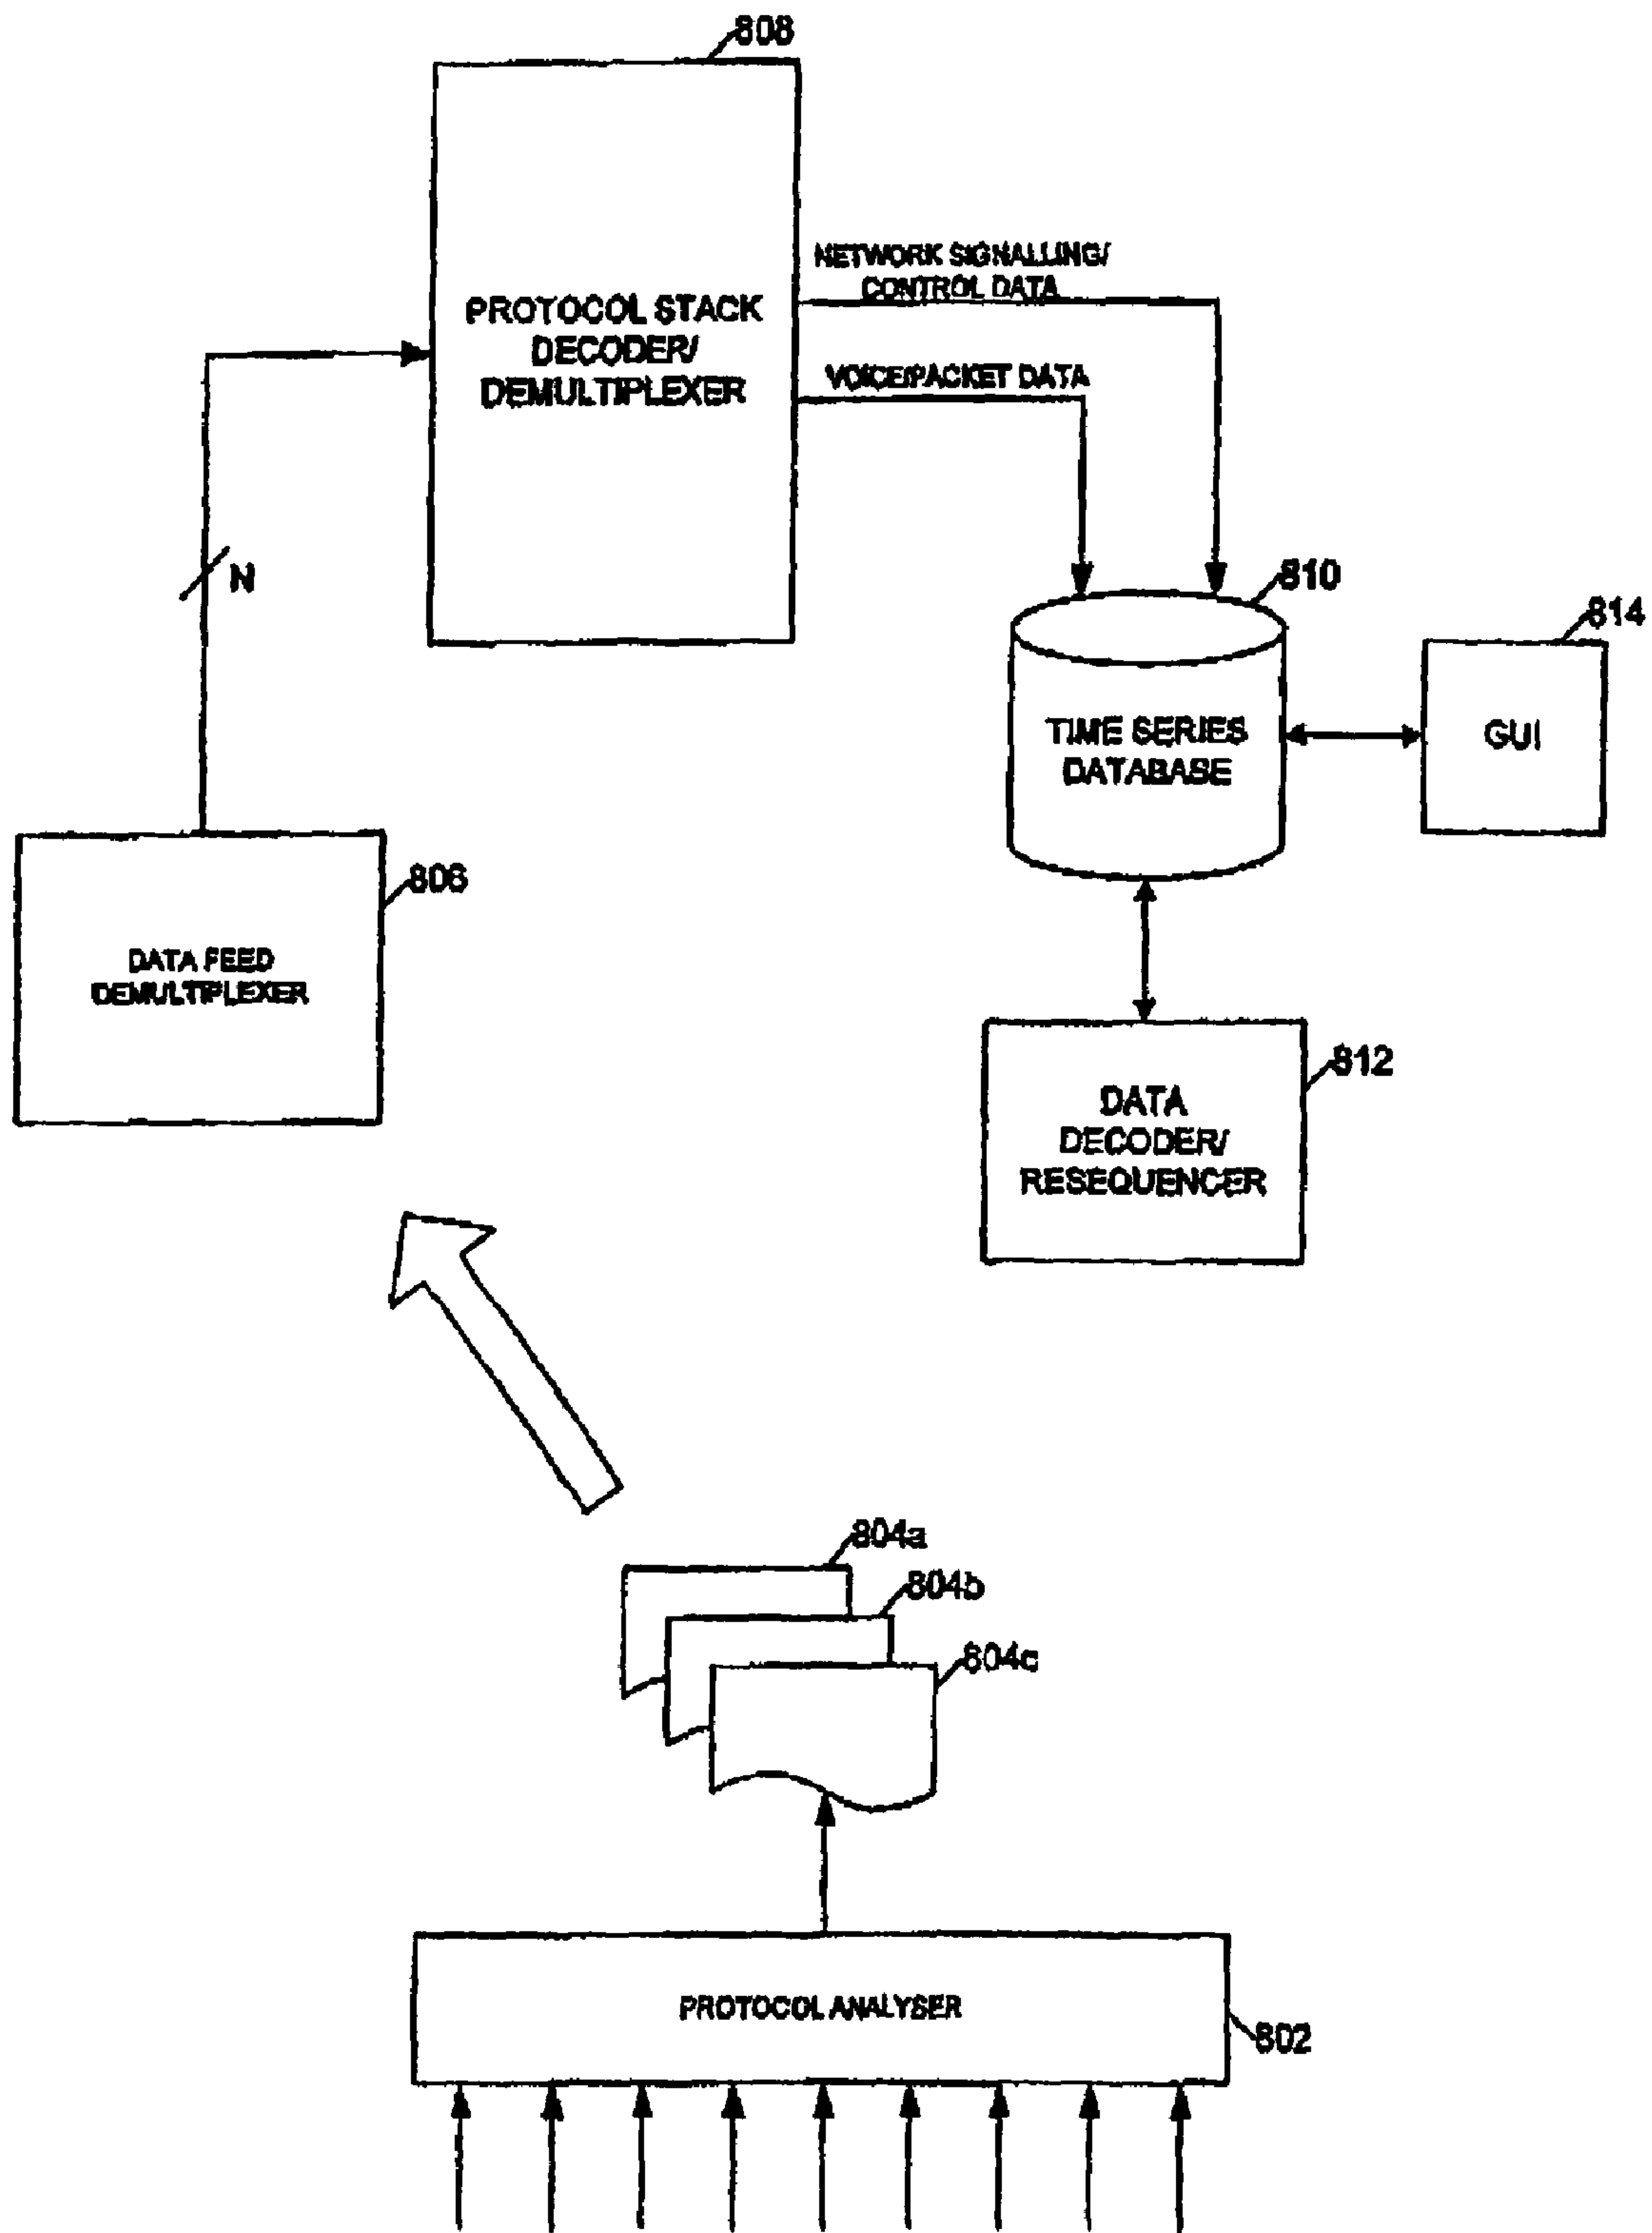 808
NETWORK SIGNALLING/
CONTROL DATA
PROTOCOL STACK
DECODER/
DEMULTIPLEXER
VOICE/PACKET DATA
N
810
814
TIME SERIES
DATABASE
GUI
806
DATA FEED
DEMULTIPLEXER
812
DATA
DECODER/
RESEQUENCER
804a
804b
804c
PROTOCOL ANALYSER
802